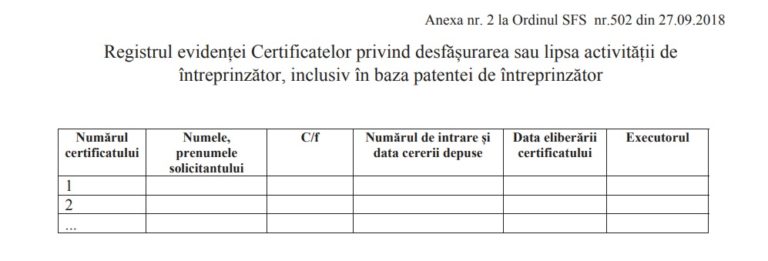 Anexa nr. 2 la Ordinul SFS nr.502 din 27.09.2018
Registrul evidenței Certificatelor privind desfășurarea sau lipsa activității de
întreprinzător, inclusiv în baza patentei de întreprinzător
Numărul certificatului
Numele, prenumele solicitantului
C/f
Numărul de intrare și data cererii depuse
Data eliberării certificatului
Executorul
1
2
...